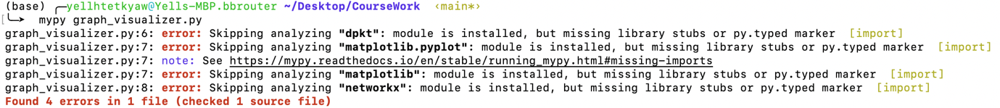 (base) ╭─yellhtetkyaw@Yells-MBP.bbrouter ~/Desktop/CourseWork ‹main*›
[╰─➤ mypy graph_visualizer.py
graph_visualizer.py:6: error: Skipping analyzing "dpkt": module is installed, but missing library stubs or py.typed marker [import]
graph_visualizer.py:7: error: Skipping analyzing "matplotlib.pyplot": module is installed, but missing library stubs or py.typed marker [import]
graph_visualizer.py:7: note: See https://mypy.readthedocs.io/en/stable/running_mypy.html#missing-imports
graph_visualizer.py:7: error: Skipping analyzing "matplotlib": module is installed, but missing library stubs or py.typed marker [import]
graph_visualizer.py:8: error: Skipping analyzing "networkx": module is installed, but missing library stubs or py.typed marker [import]
Found 4 errors in 1 file (checked 1 source file)